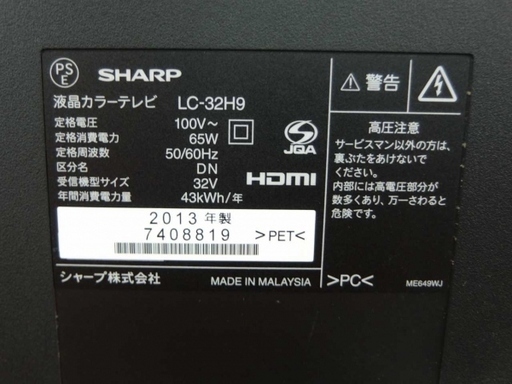 PS
E
SHARP
液晶カラーテレビ LC-32H9
定格電圧 100V～
定格消費電力 65W
定格周波数 50/60Hz
区分名 DN
受信機型サイズ 32V
年間消費電力量 43kWh/年
JQA
HDMI
2013年製
7408819 >PET<
シャープ株式会社 MADE IN MALAYSIA
警告
高圧注意
サービスマン以外の方は、
裏ぶたをあけないで
ください。
内部には高電圧部分が
数多くあり、万一さわると
危険です。
>PC<
ME649WJ